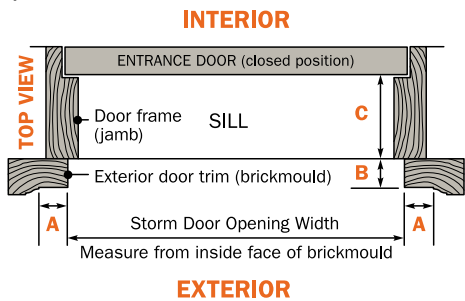 INTERIOR
ENTRANCE DOOR (closed position)
TOP VIEW
Door frame
(jamb)
SILL
C
Exterior door trim (brickmould)
B
A
Storm Door Opening Width
A
Measure from inside face of brickmould
EXTERIOR